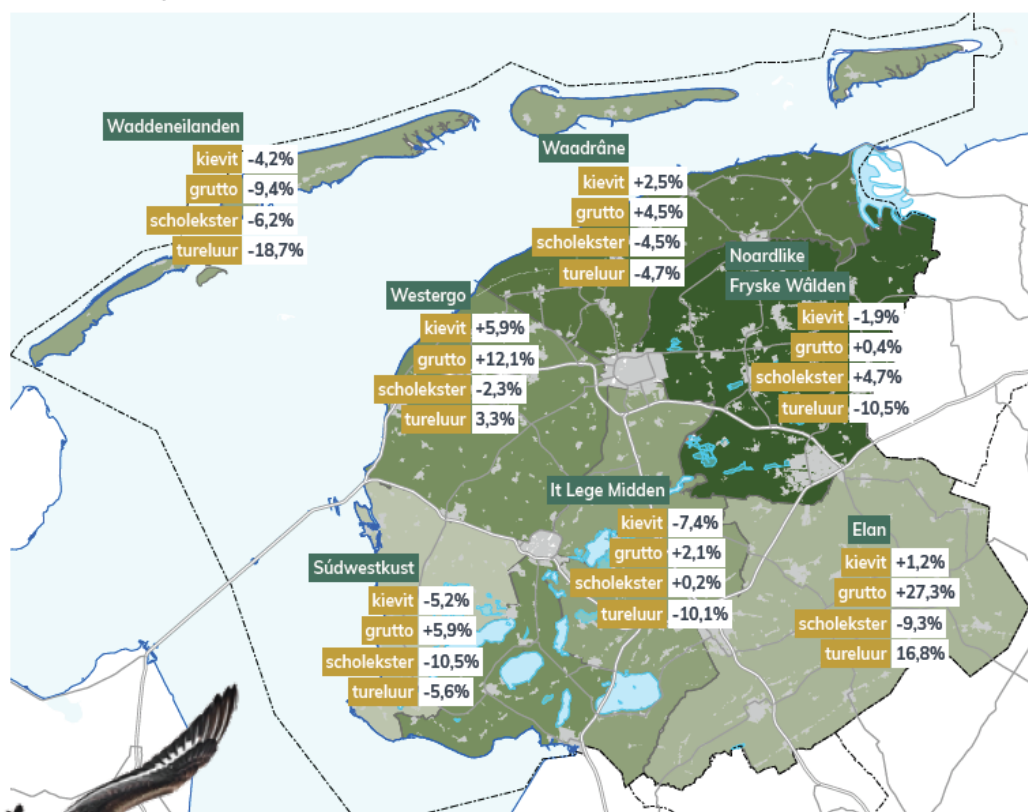 Waddeneilanden
kievit -4,2%
grutto -9,4%
scholekster -6,2%
tureluur -18,7%
Waadrâne
kievit +2,5%
grutto +4,5%
scholekster -4,5%
tureluur -4,7%
Noardlike
Fryske Wâlden
kievit -1,9%
grutto +0,4%
scholekster +4,7%
tureluur -10,5%
Westergo
kievit +5,9%
grutto +12,1%
scholekster -2,3%
tureluur 3,3%
It Lege Midden
kievit -7,4%
grutto +2,1%
scholekster +0,2%
tureluur -10,1%
Elan
kievit +1,2%
grutto +27,3%
scholekster -9,3%
tureluur 16,8%
Súdwestkust
kievit -5,2%
grutto +5,9%
scholekster -10,5%
tureluur -5,6%